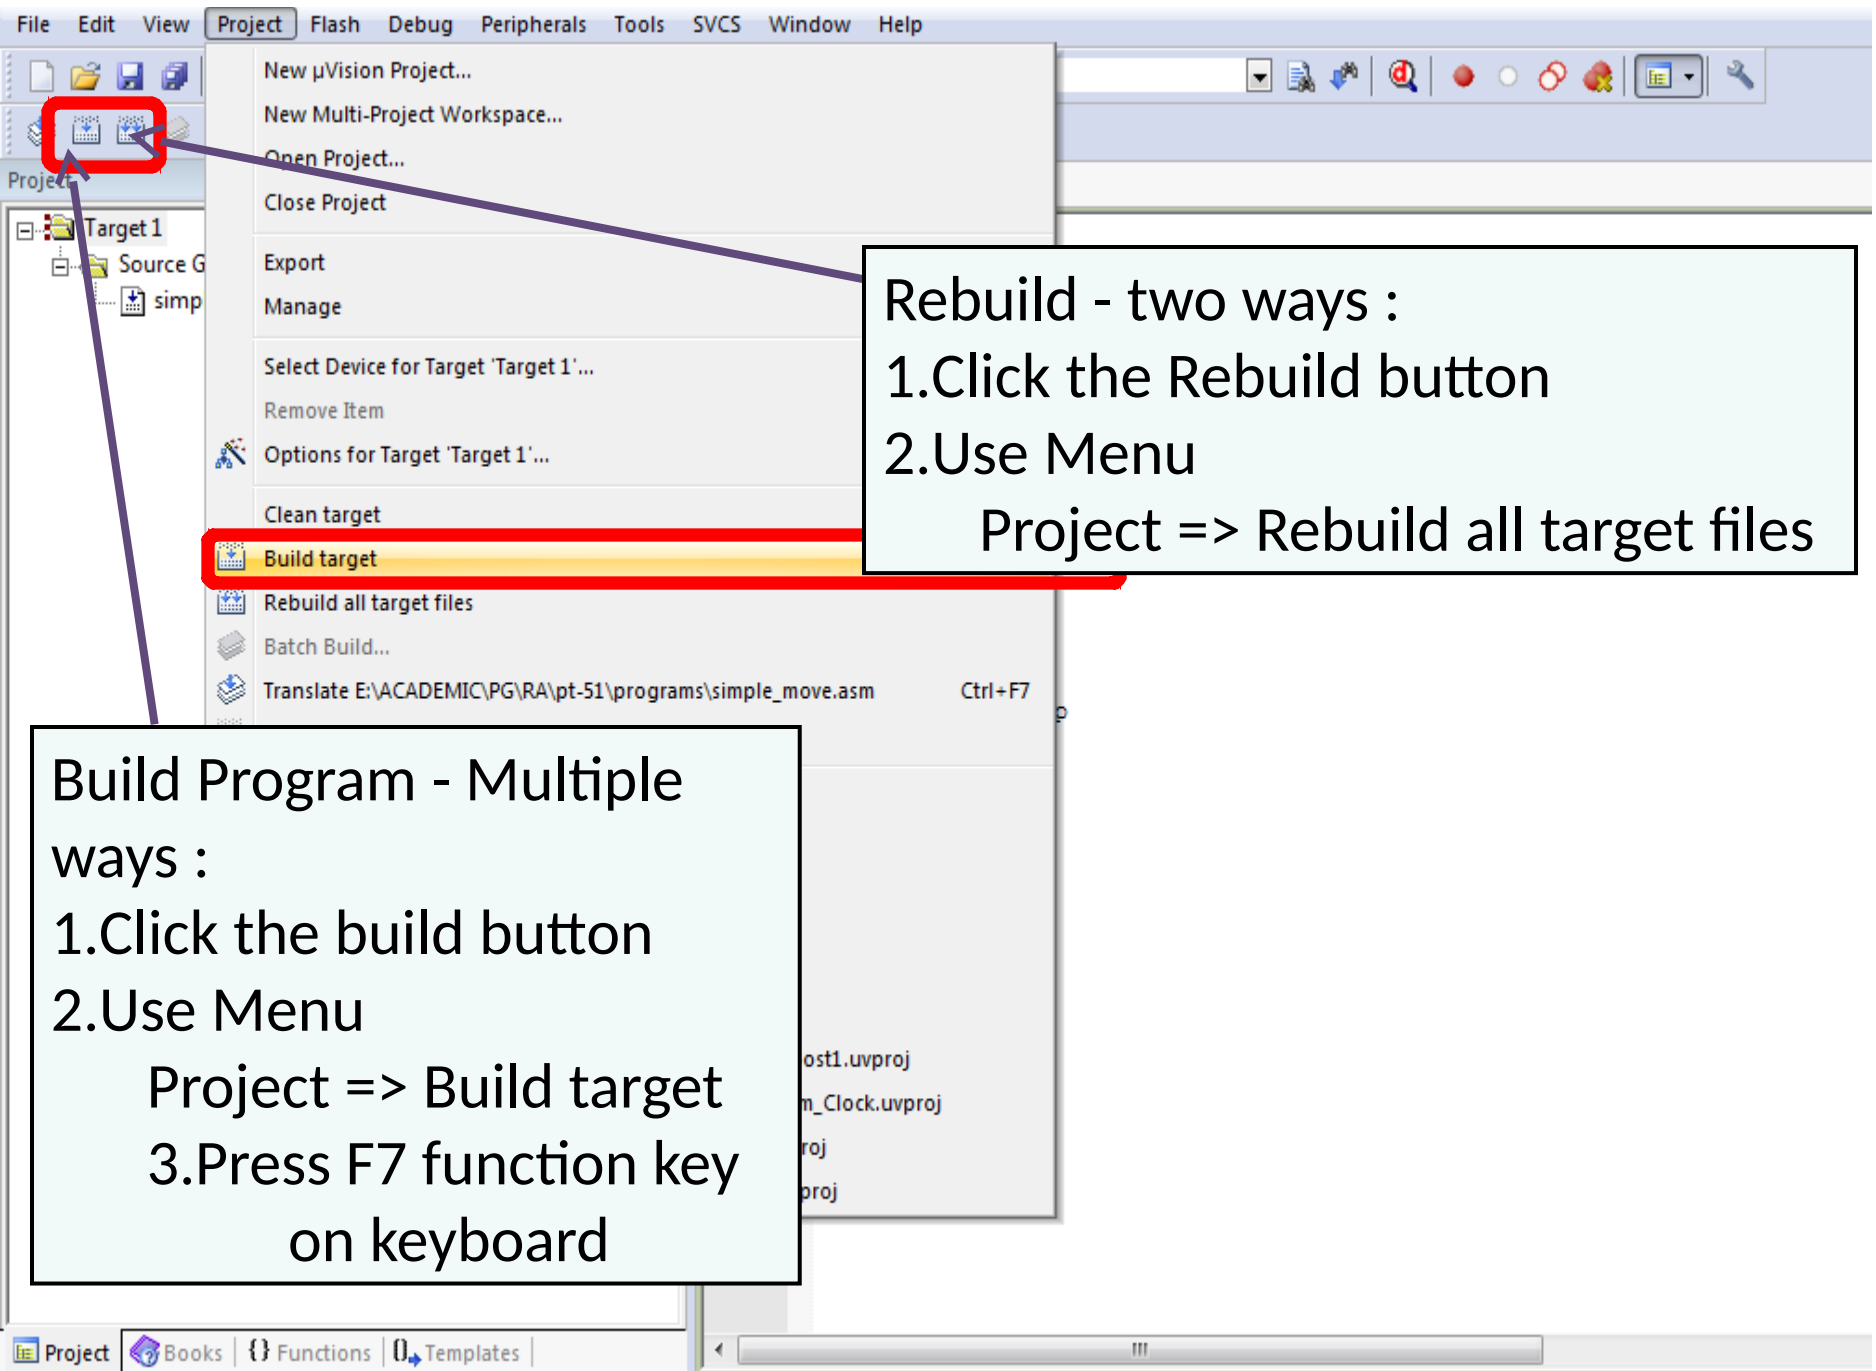 File Edit View Project Flash Debug Peripherals Tools SVCS Window Help
New µVision Project...
New Multi-Project Workspace...
Open Project...
Close Project
Export
Manage
Select Device for Target 'Target 1'...
Remove Item
Options for Target 'Target 1'...
Clean target
Build target
Rebuild all target files
Batch Build...
Translate E:\ACADEMIC\PG\RA\pt-51\programs\simple_move.asm Ctrl+F7
Project
Target 1
Source G
simp
Rebuild - two ways :
1.Click the Rebuild button
2.Use Menu
Project => Rebuild all target files
Build Program - Multiple
ways :
1.Click the build button
2.Use Menu
Project => Build target
3.Press F7 function key
on keyboard
ost1.uvproj
m_Clock.uvproj
roj
proj
Project Books {} Functions 0 Templates